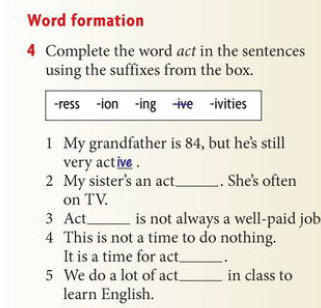 Word formation
4 Complete the word act in the sentences
using the suffixes from the box.
-ress -ion -ing -ive -ivities
1 My grandfather is 84, but he's still
very active .
2 My sister's an act______. She's often
on TV.
3 Act______ is not always a well-paid job
4 This is not a time to do nothing.
It is a time for act______.
5 We do a lot of act______ in class to
learn English.